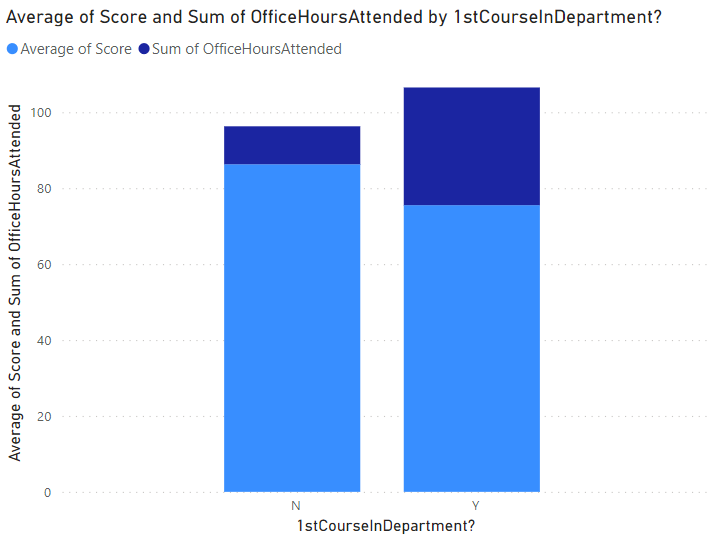 Average of Score and Sum of OfficeHoursAttended by 1stCourseInDepartment?
Average of Score Sum of OfficeHoursAttended
Average of Score and Sum of OfficeHoursAttended
100
80
60
40
20
0
N Y
1stCourseInDepartment?